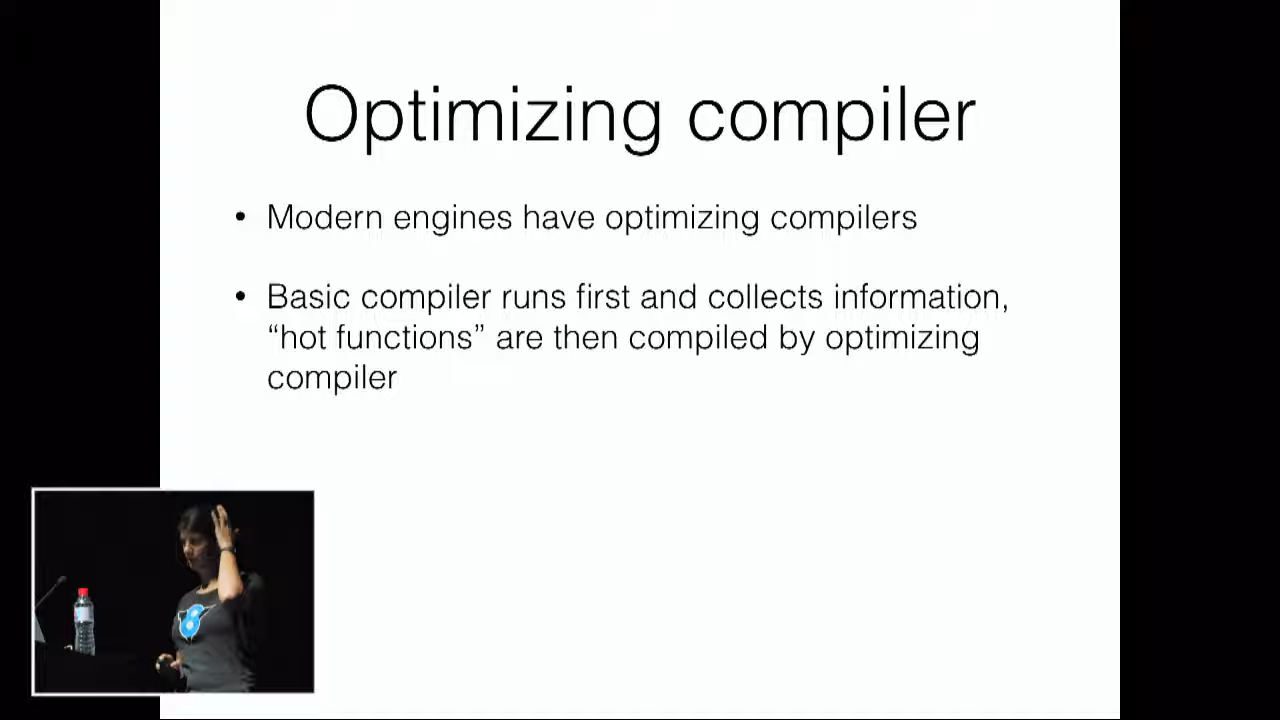 Optimizing compiler
• Modern engines have optimizing compilers
• Basic compiler runs first and collects information,
“hot functions” are then compiled by optimizing
compiler
8